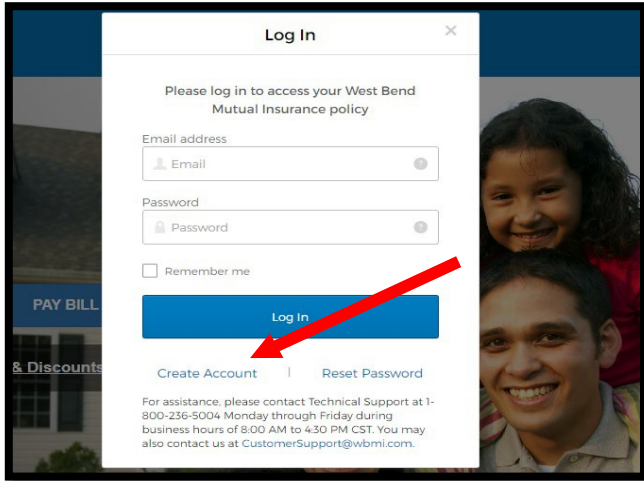 Log In
Please log in to access your West Bend
Mutual Insurance policy
Email address
Email
Password
Password
Remember me
PAY BILL
Log In
& Discounts
Create Account | Reset Password
For assistance, please contact Technical Support at 1-
800-236-5004 Monday through Friday during
business hours of 8:00 AM to 4:30 PM CST. You may
also contact us at CustomerSupport@wbmi.com.